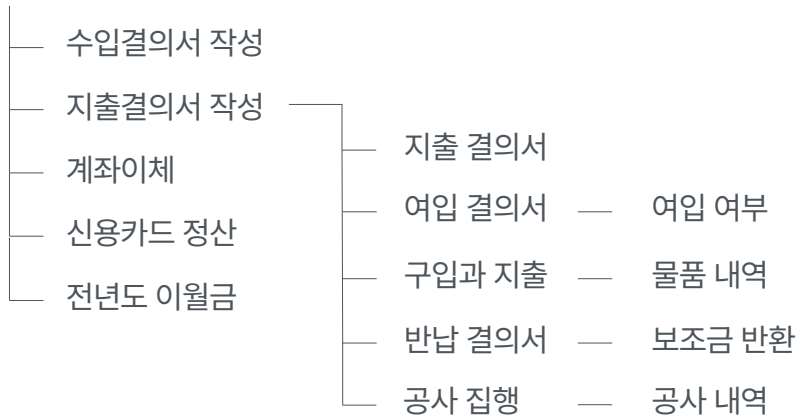 수입결의서 작성
지출결의서 작성
계좌이체
신용카드 정산
전년도 이월금
지출 결의서
여입 결의서
여입 여부
구입과 지출
물품 내역
반납 결의서
보조금 반환
공사 집행
공사 내역